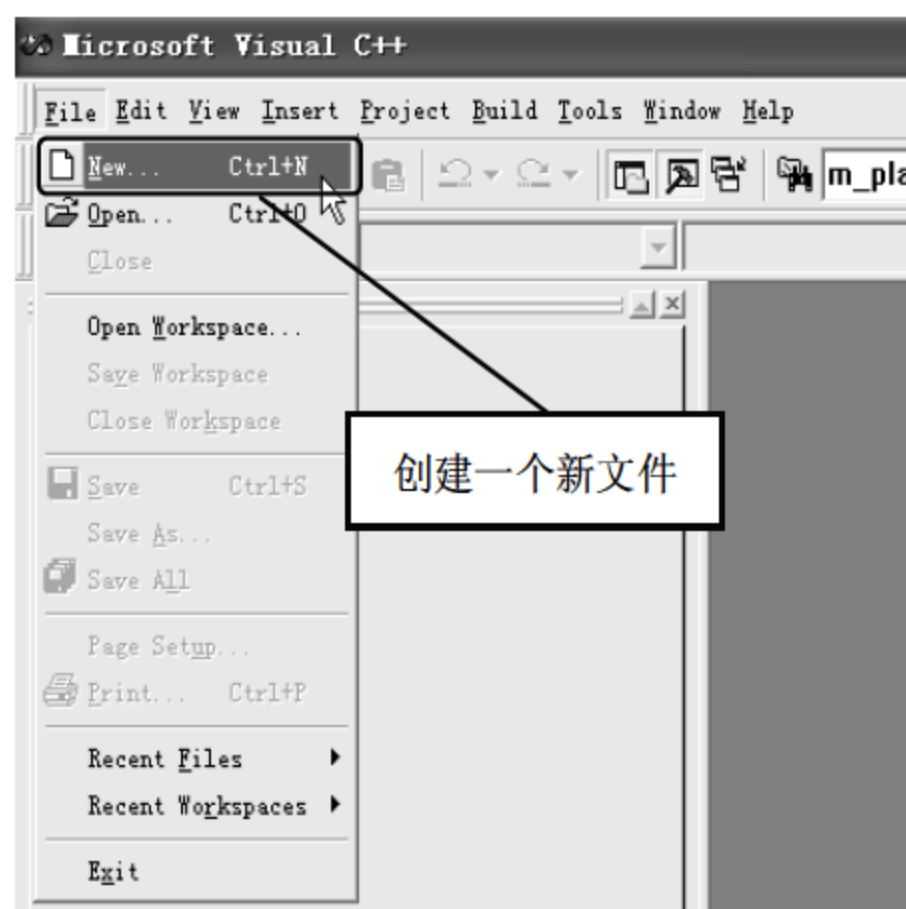 Microsoft Visual C++
File Edit View Insert Project Build Tools Window Help
New... Ctrl+N
m_pla
Open... Ctrl+O
Close
Open Workspace...
Save Workspace
Close Workspace
创建一个新文件
Save Ctrl+S
Save As...
Save All
Page Setup...
Print... Ctrl+P
Recent Files
Recent Workspaces
Exit